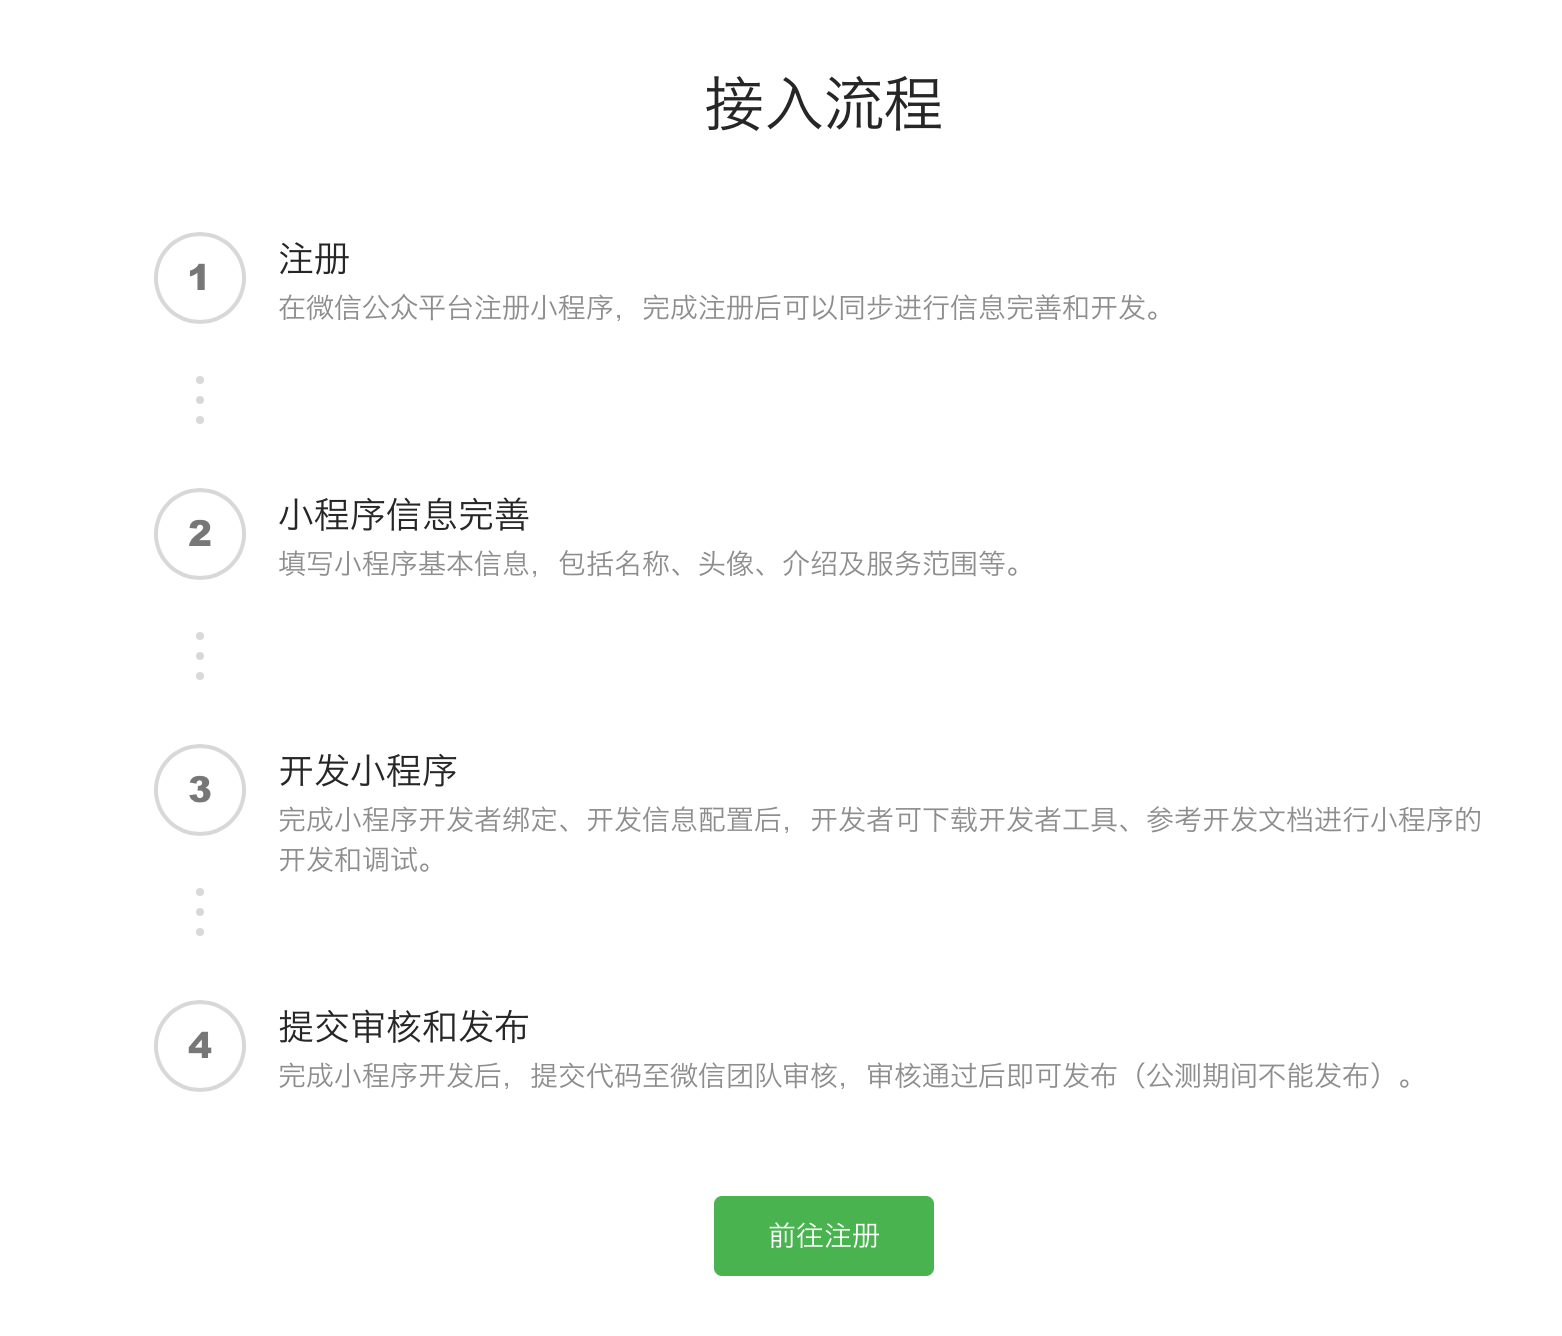 接入流程
1
注册
在微信公众平台注册小程序，完成注册后可以同步进行信息完善和开发。
2
小程序信息完善
填写小程序基本信息，包括名称、头像、介绍及服务范围等。
3
开发小程序
完成小程序开发者绑定、开发信息配置后，开发者可下载开发者工具、参考开发文档进行小程序的
开发和调试。
4
提交审核和发布
完成小程序开发后，提交代码至微信团队审核，审核通过后即可发布（公测期间不能发布）。
前往注册